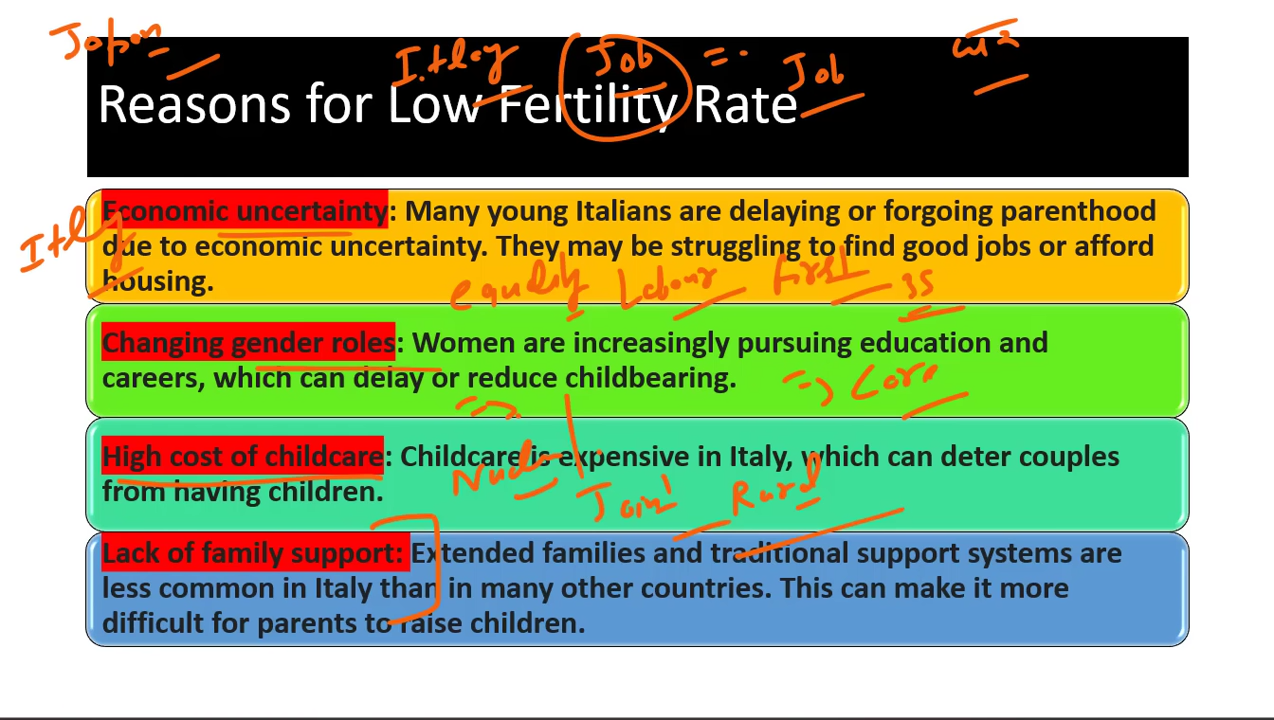 Japan
Itley Job = Job
Reasons for Low Fertility Rate
Economic uncertainty: Many young Italians are delaying or forgoing parenthood
Itly
due to economic uncertainty. They may be struggling to find good jobs or afford
housing.
equality Labour First 35
Changing gender roles: Women are increasingly pursuing education and
careers, which can delay or reduce childbearing.
=> Care
High cost of childcare: Childcare is expensive in Italy, which can deter couples
from having children.
Joint Rural
Lack of family support: Extended families and traditional support systems are
less common in Italy than in many other countries. This can make it more
difficult for parents to raise children.